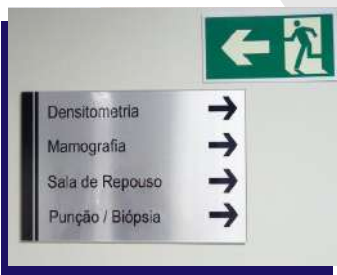 Densitometria
Mamografia
Sala de Repouso
Punção / Biópsia